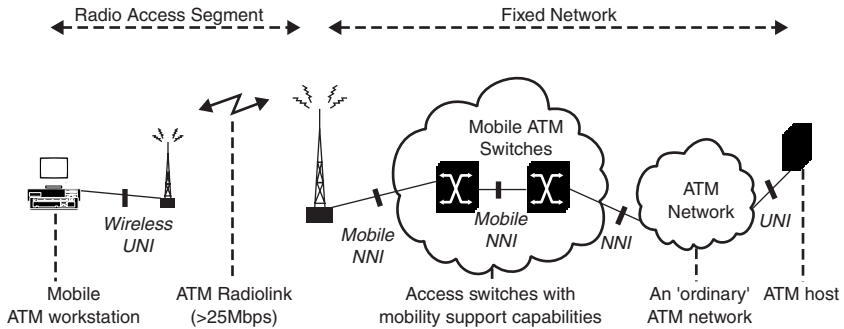 Radio Access Segment
Fixed Network
Mobile ATM
Switches
ATM
Network
Wireless
UNI
Mobile
NNI
Mobile
NNI
NNI
UNI
Mobile
ATM workstation
ATM Radiolink
(>25Mbps)
Access switches with
mobility support capabilities
An 'ordinary'
ATM network
ATM host